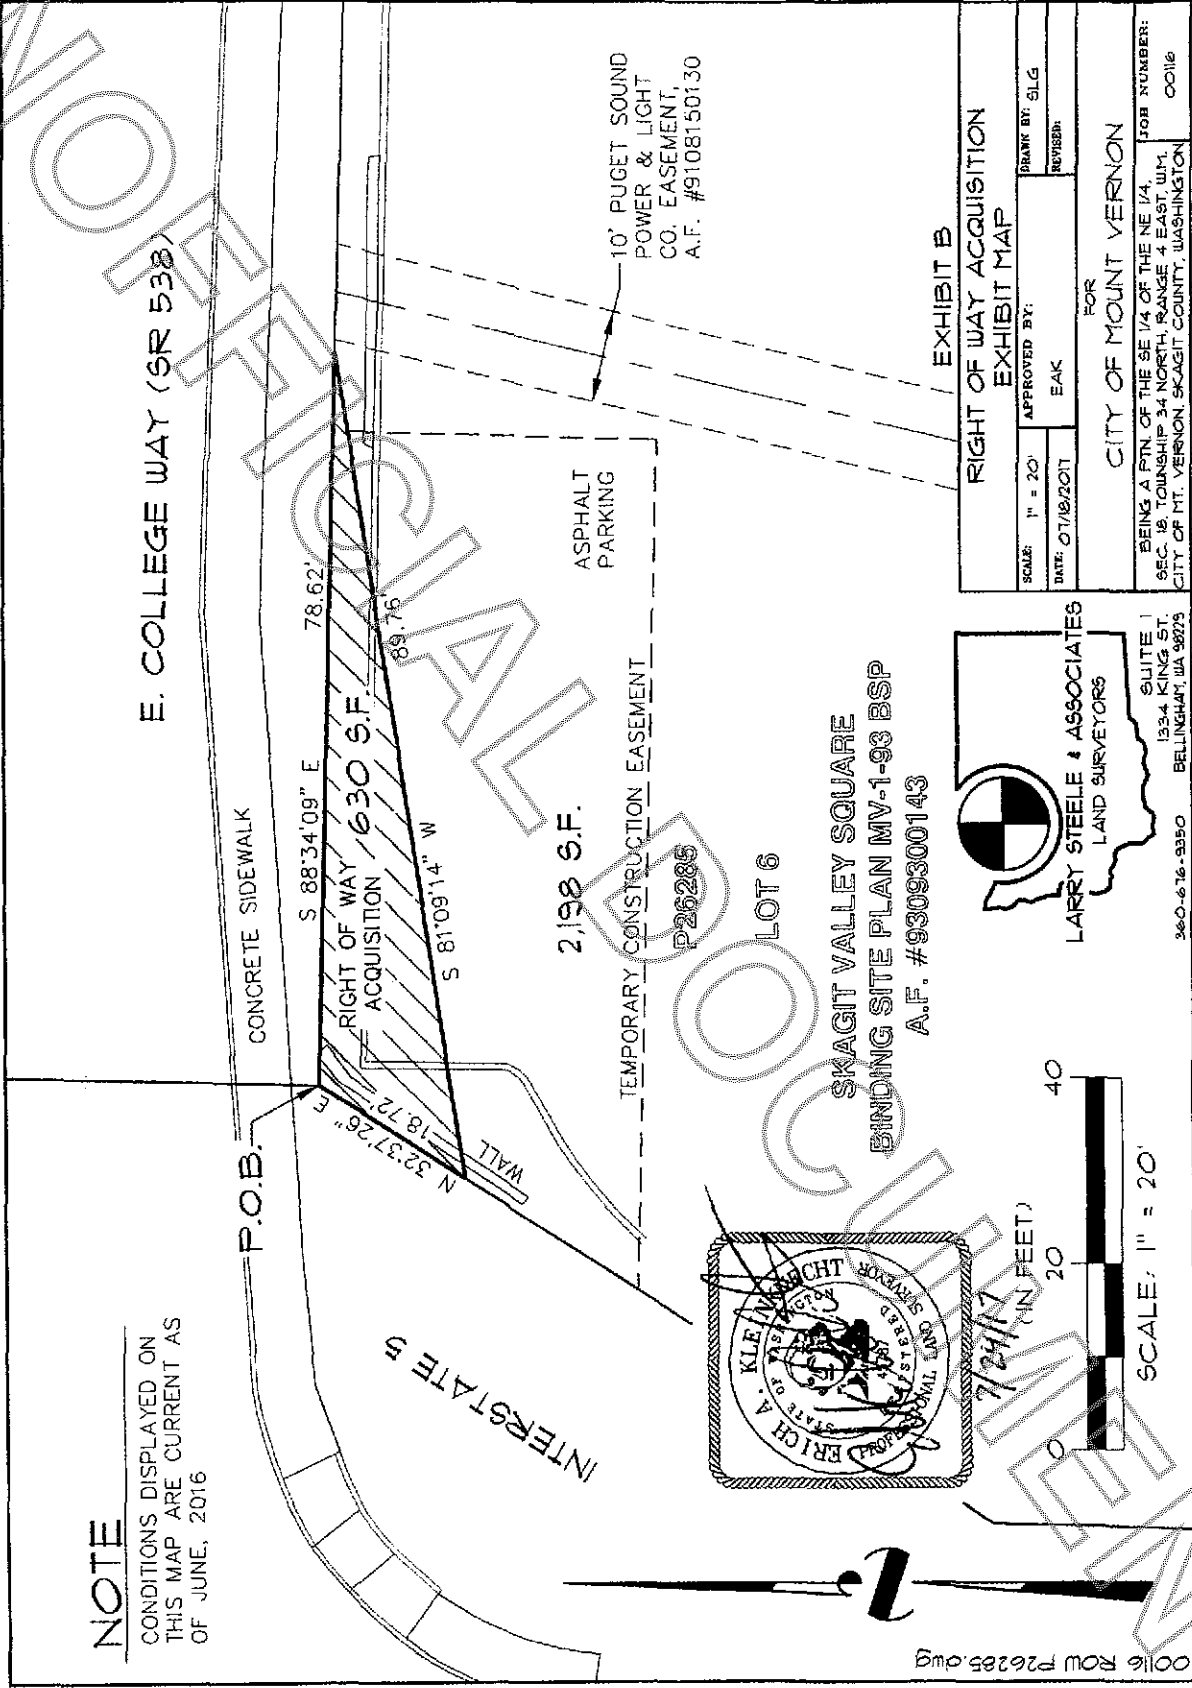 NOTE
CONDITIONS DISPLAYED ON
THIS MAP ARE CURRENT AS
OF JUNE, 2016
E. COLLEGE WAY (SR 538)
CONCRETE SIDEWALK
P.O.B.
S 88°34'09" E
78.62'
RIGHT OF WAY
ACQUISITION
630 S.F.
89.76'
S 81°09'14" W
N 32°37'26" E
18.72'
WALL
INTERSTATE 5
10' PUGET SOUND
POWER & LIGHT
CO. EASEMENT,
A.F. #9108150130
ASPHALT
PARKING
2,198 S.F.
TEMPORARY CONSTRUCTION EASEMENT
P26285
LOT 6
SKAGIT VALLEY SQUARE
BINDING SITE PLAN MV-1-93 BSP
A.F. #9309300143
ERICH A. KLEINKNECHT
STATE OF WASHINGTON
REGISTERED
PROFESSIONAL LAND SURVEYOR
7/24/17
(IN FEET)
0 20 40
SCALE: 1" = 20'
LARRY STEELE & ASSOCIATES
LAND SURVEYORS
SUITE 1
1334 KING ST.
360-676-9350 BELLINGHAM, WA 98229
EXHIBIT B
RIGHT OF WAY ACQUISITION
EXHIBIT MAP
SCALE: 1" = 20'
APPROVED BY:
DRAWN BY: SLG
DATE: 07/18/2017
EAK
REVISED:
FOR
CITY OF MOUNT VERNON
BEING A PTN. OF THE SE 1/4 OF THE NE 1/4,
SEC. 18, TOWNSHIP 34 NORTH, RANGE 4 EAST, W.M.
CITY OF MT. VERNON, SKAGIT COUNTY, WASHINGTON
JOB NUMBER:
00116
00116 ROW P26285.dwg
UNOFFICIAL DOCUMENT